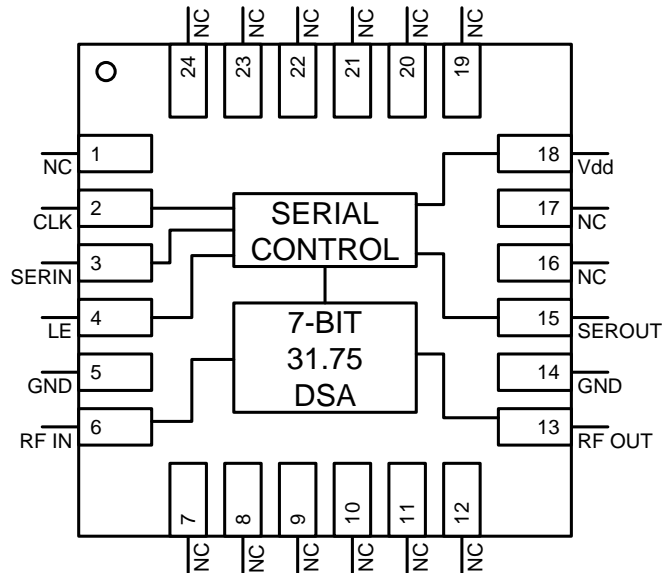 NC NC NC NC NC NC
24 23 22 21 20 19
1 18
NC Vdd
2 SERIAL 17
CLK CONTROL NC
3 16
SERIN NC
4 7-BIT 15
LE 31.75 SEROUT
5 DSA 14
GND GND
6 13
RF IN RF OUT
7 8 9 10 11 12
NC NC NC NC NC NC